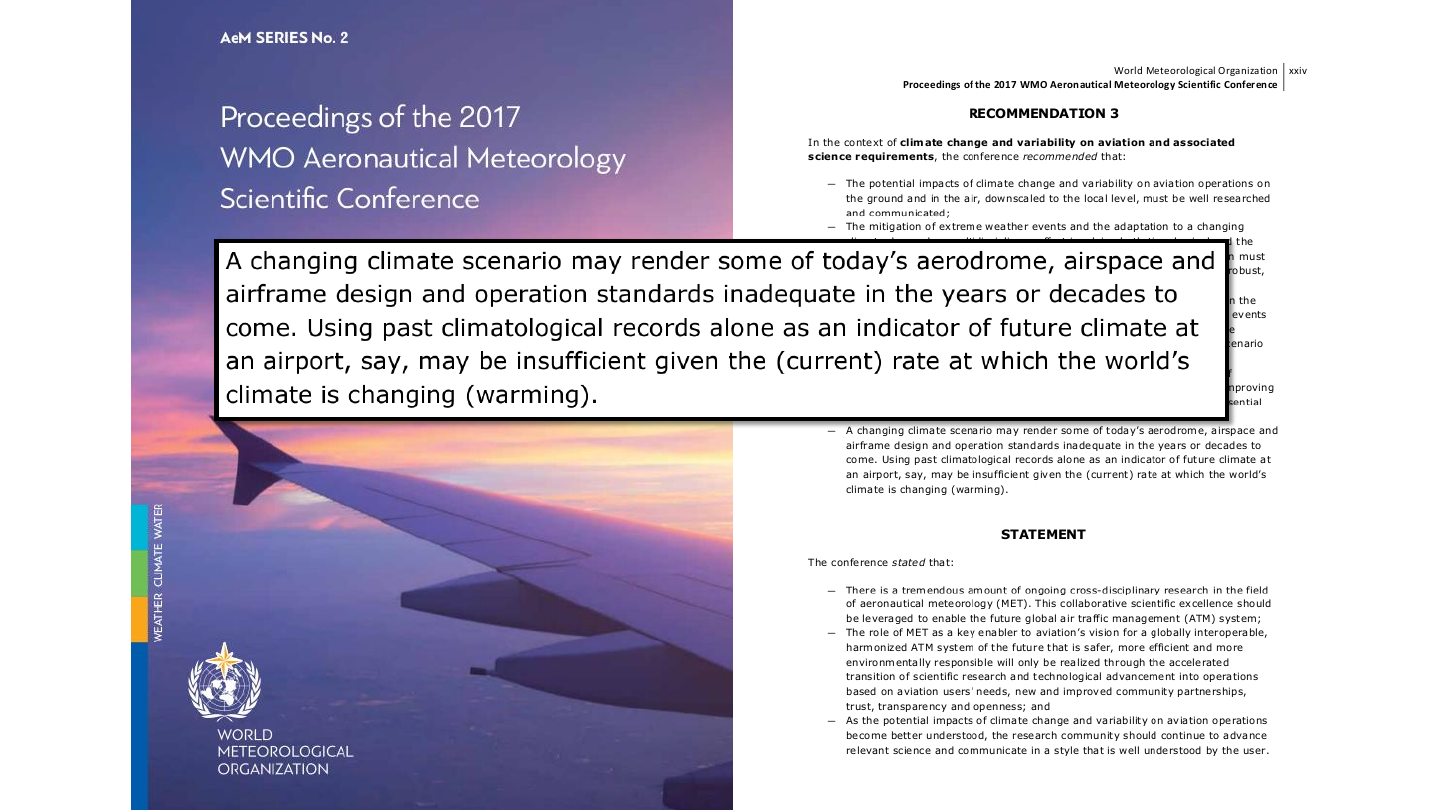 AeM SERIES No. 2
Proceedings of the 2017
WMO Aeronautical Meteorology
Scientific Conference
WEATHER CLIMATE WATER
WORLD
METEOROLOGICAL
ORGANIZATION
World Meteorological Organization xxiv
Proceedings of the 2017 WMO Aeronautical Meteorology Scientific Conference
RECOMMENDATION 3
In the context of climate change and variability on aviation and associated
science requirements, the conference recommended that:
— The potential impacts of climate change and variability on aviation operations on
the ground and in the air, downscaled to the local level, must be well researched
and communicated;
— The mitigation of extreme weather events and the adaptation to a changing
the
must
robust,
A changing climate scenario may render some of today’s aerodrome, airspace and
airframe design and operation standards inadequate in the years or decades to
come. Using past climatological records alone as an indicator of future climate at
an airport, say, may be insufficient given the (current) rate at which the world’s
climate is changing (warming).
the
events
— A changing climate scenario may render some of today’s aerodrome, airspace and
airframe design and operation standards inadequate in the years or decades to
come. Using past climatological records alone as an indicator of future climate at
an airport, say, may be insufficient given the (current) rate at which the world’s
climate is changing (warming).
STATEMENT
The conference stated that:
— There is a tremendous amount of ongoing cross-disciplinary research in the field
of aeronautical meteorology (MET). This collaborative scientific excellence should
be leveraged to enable the future global air traffic management (ATM) system;
— The role of MET as a key enabler to aviation’s vision for a globally interoperable,
harmonized ATM system of the future that is safer, more efficient and more
environmentally responsible will only be realized through the accelerated
transition of scientific research and technological advancement into operations
based on aviation users’ needs, new and improved community partnerships,
trust, transparency and openness; and
— As the potential impacts of climate change and variability on aviation operations
become better understood, the research community should continue to advance
relevant science and communicate in a style that is well understood by the user.